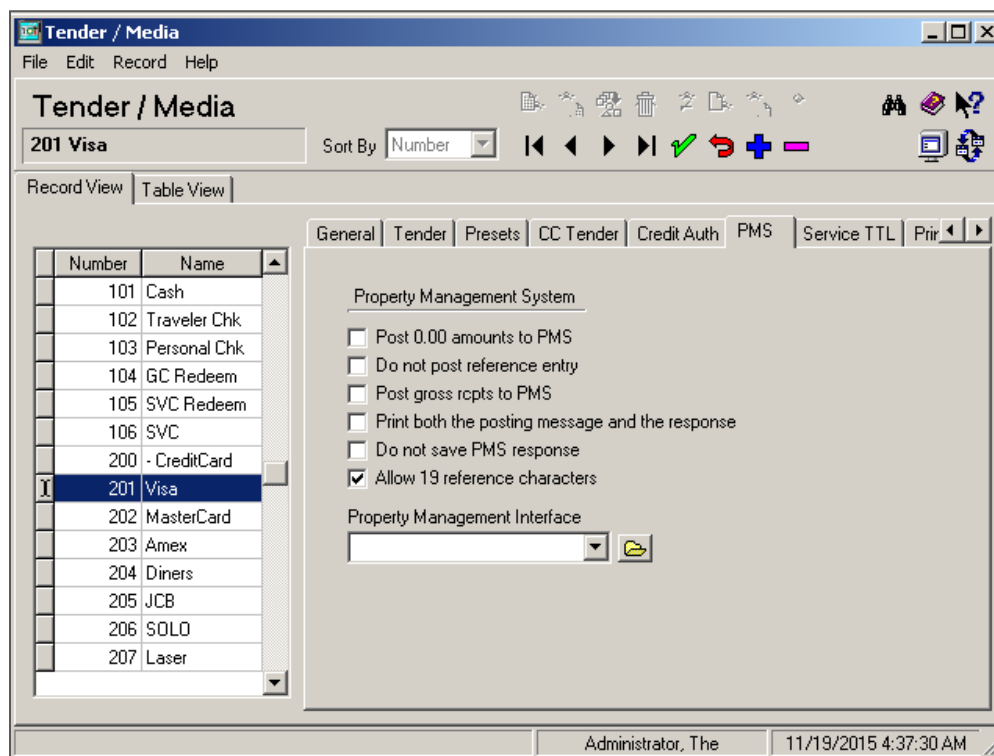 Tender / Media
File Edit Record Help
Tender / Media
201 Visa
Sort By Number
Record View Table View
General Tender Presets CC Tender Credit Auth PMS Service TTL Prir
Number Name
101 Cash
102 Traveler Chk
103 Personal Chk
104 GC Redeem
105 SVC Redeem
106 SVC
200 - CreditCard
201 Visa
202 MasterCard
203 Amex
204 Diners
205 JCB
206 SOLO
207 Laser
Property Management System
Post 0.00 amounts to PMS
Do not post reference entry
Post gross rcpts to PMS
Print both the posting message and the response
Do not save PMS response
Allow 19 reference characters
Property Management Interface
Administrator, The 11/19/2015 4:37:30 AM